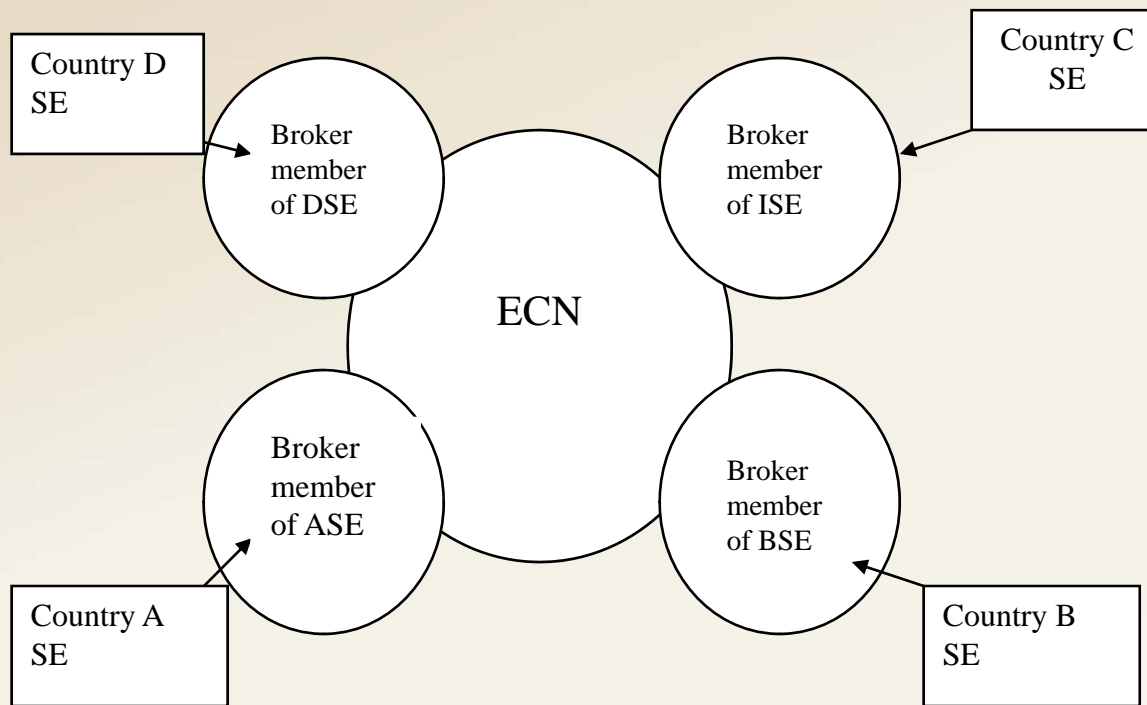 Country D
SE
Country C
SE
Broker
member
of DSE
Broker
member
of ISE
ECN
Broker
member
of ASE
Broker
member
of BSE
Country A
SE
Country B
SE